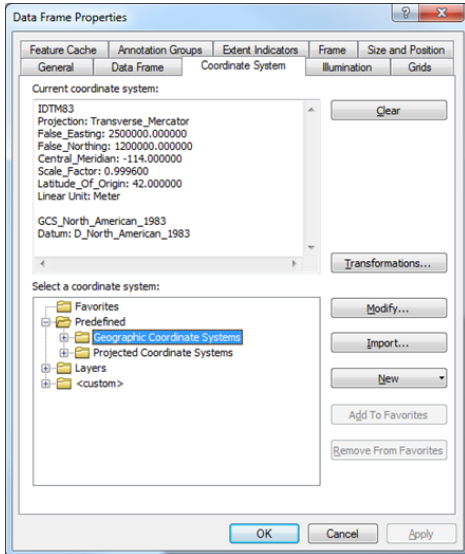 Data Frame Properties
Feature Cache Annotation Groups Extent Indicators Frame Size and Position
General Data Frame Coordinate System Illumination Grids
Current coordinate system:
IDTM83
Projection: Transverse_Mercator
False_Easting: 2500000.000000
False_Northing: 1200000.000000
Central_Meridian: -114.000000
Scale_Factor: 0.999600
Latitude_Of_Origin: 42.000000
Linear Unit: Meter
GCS_North_American_1983
Datum: D_North_American_1983
Clear
Transformations...
Select a coordinate system:
Favorites
Predefined
Geographic Coordinate Systems
Projected Coordinate Systems
Layers
<custom>
Modify...
Import...
New
Add To Favorites
Remove From Favorites
OK Cancel Apply